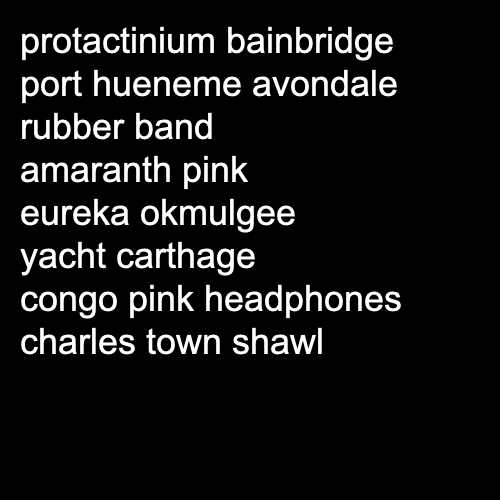 protactinium bainbridge
port hueneme avondale
rubber band
amaranth pink
eureka okmulgee
yacht carthage
congo pink headphones
charles town shawl